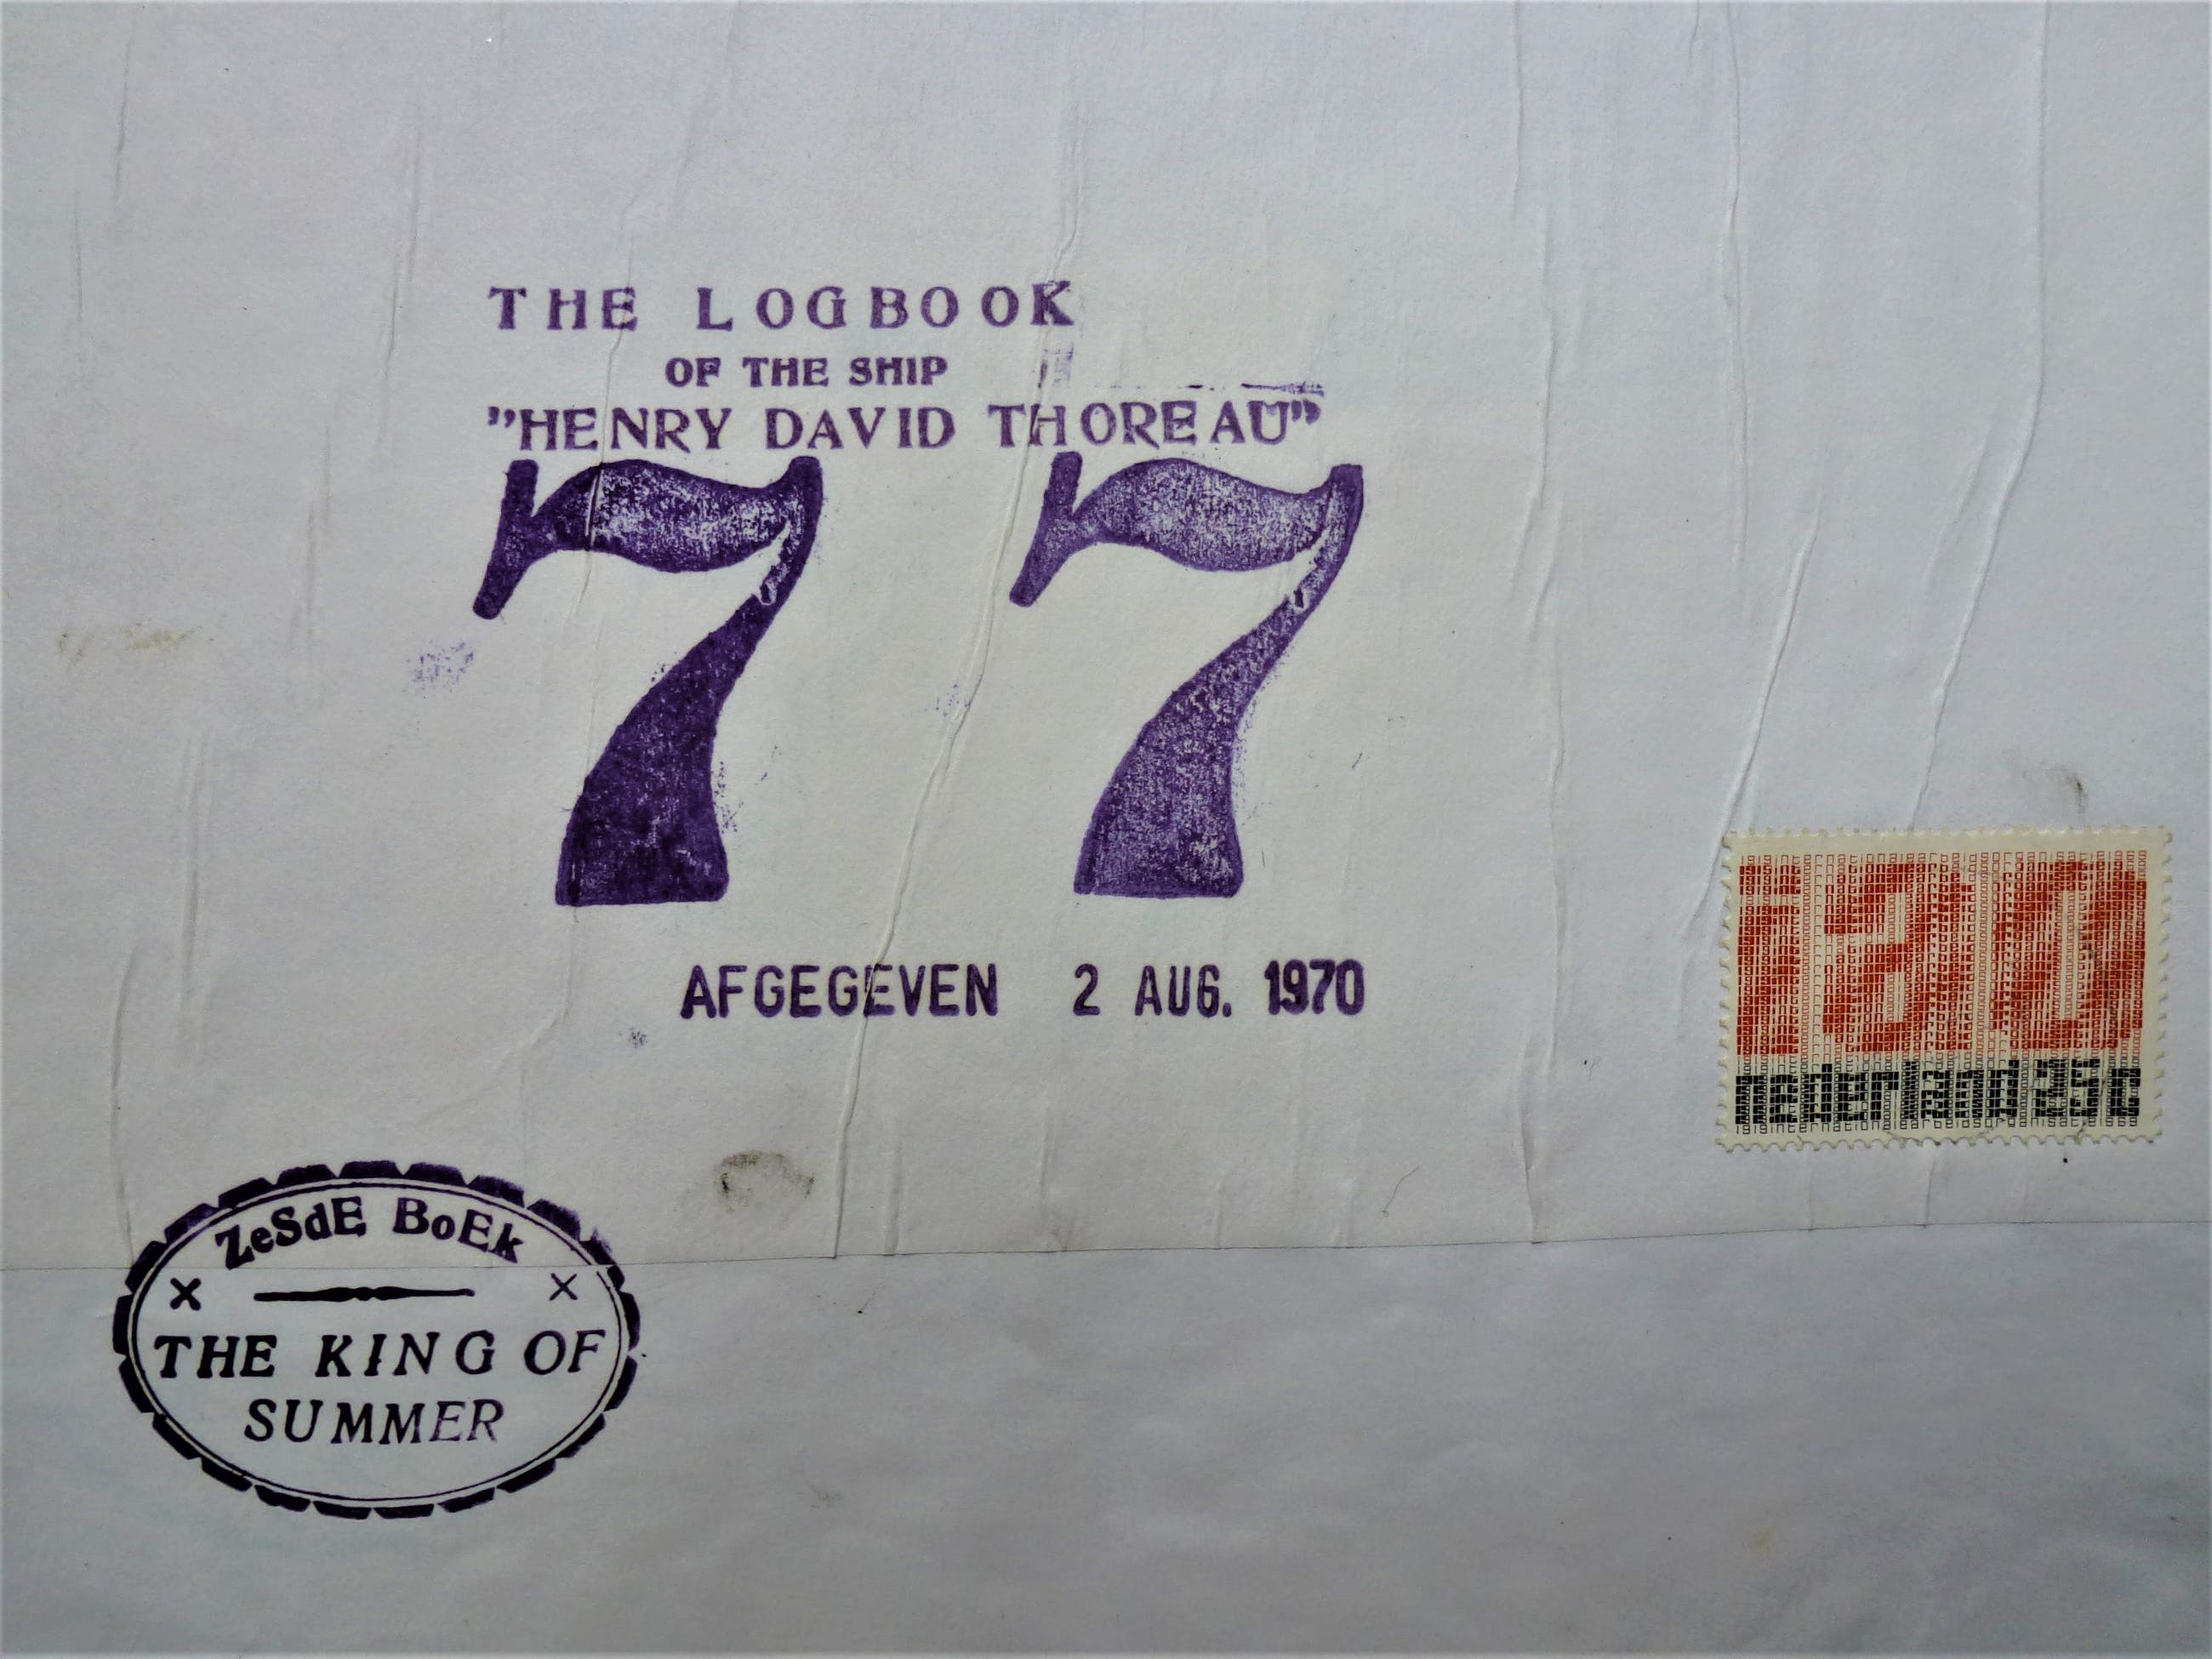 THE LOGBOOK
OF THE SHIP
"HENRY DAVID THOREAU"
77
AFGEGEVEN 2 AUG. 1970
nederland 25c
ZeSdE BoEk
x x
THE KING OF
SUMMER